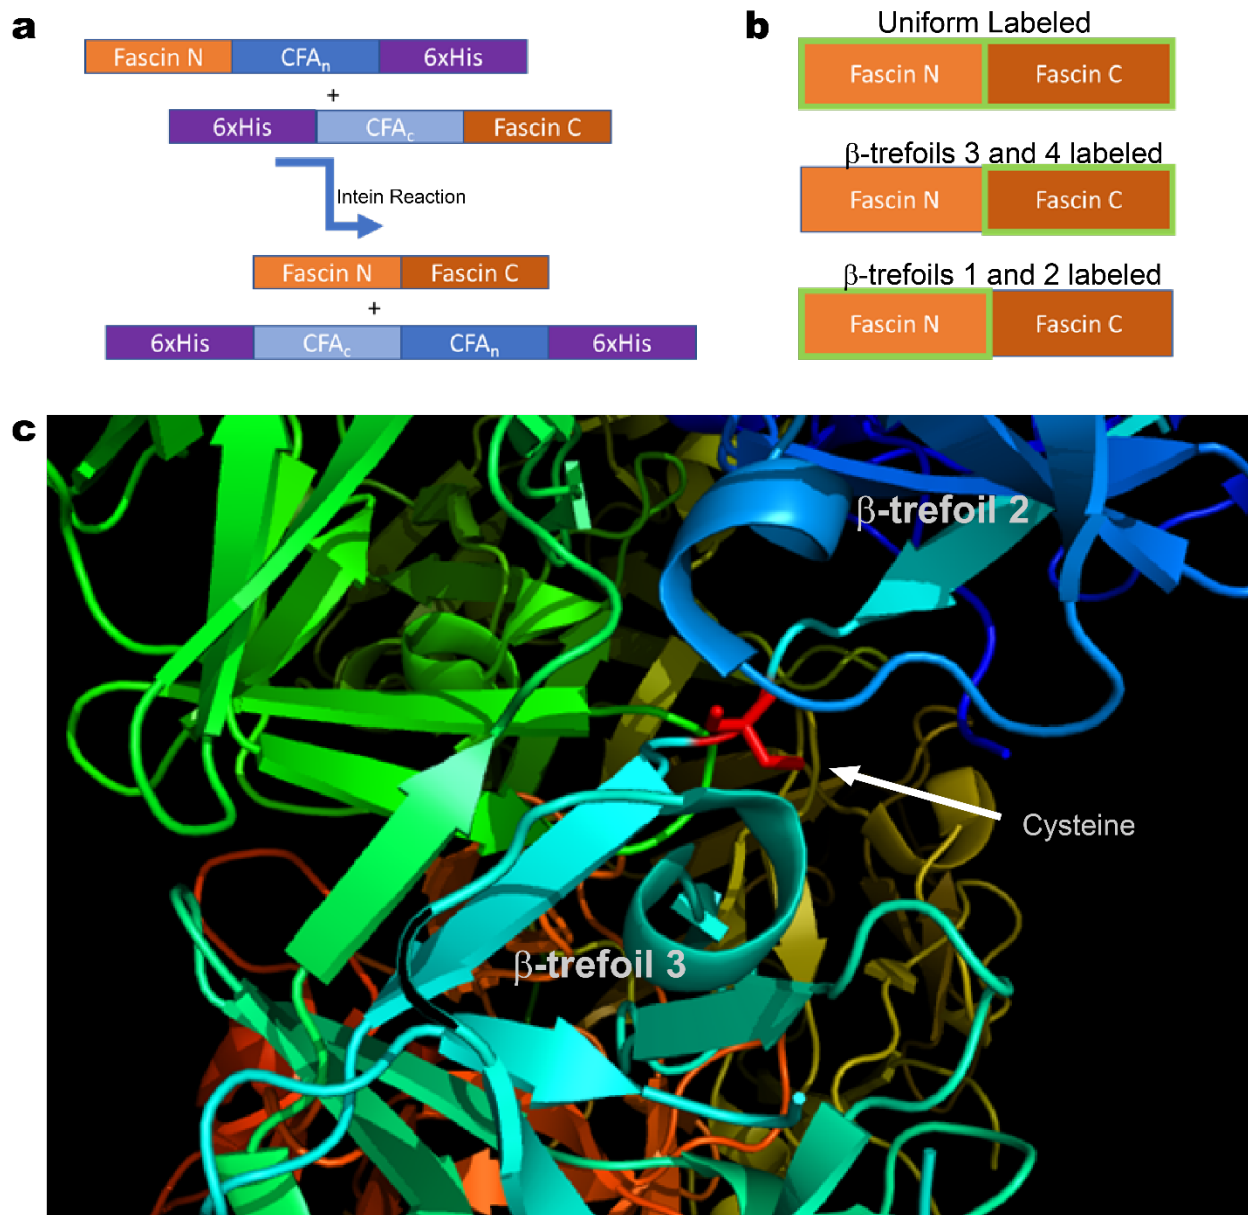 a
Fascin N CFAn 6xHis
+
6xHis CFAc Fascin C
Intein Reaction
Fascin N Fascin C
+
6xHis CFAc CFAn 6xHis
b
Uniform Labeled
Fascin N Fascin C
β-trefoils 3 and 4 labeled
Fascin N Fascin C
β-trefoils 1 and 2 labeled
Fascin N Fascin C
c
β-trefoil 2
Cysteine
β-trefoil 3